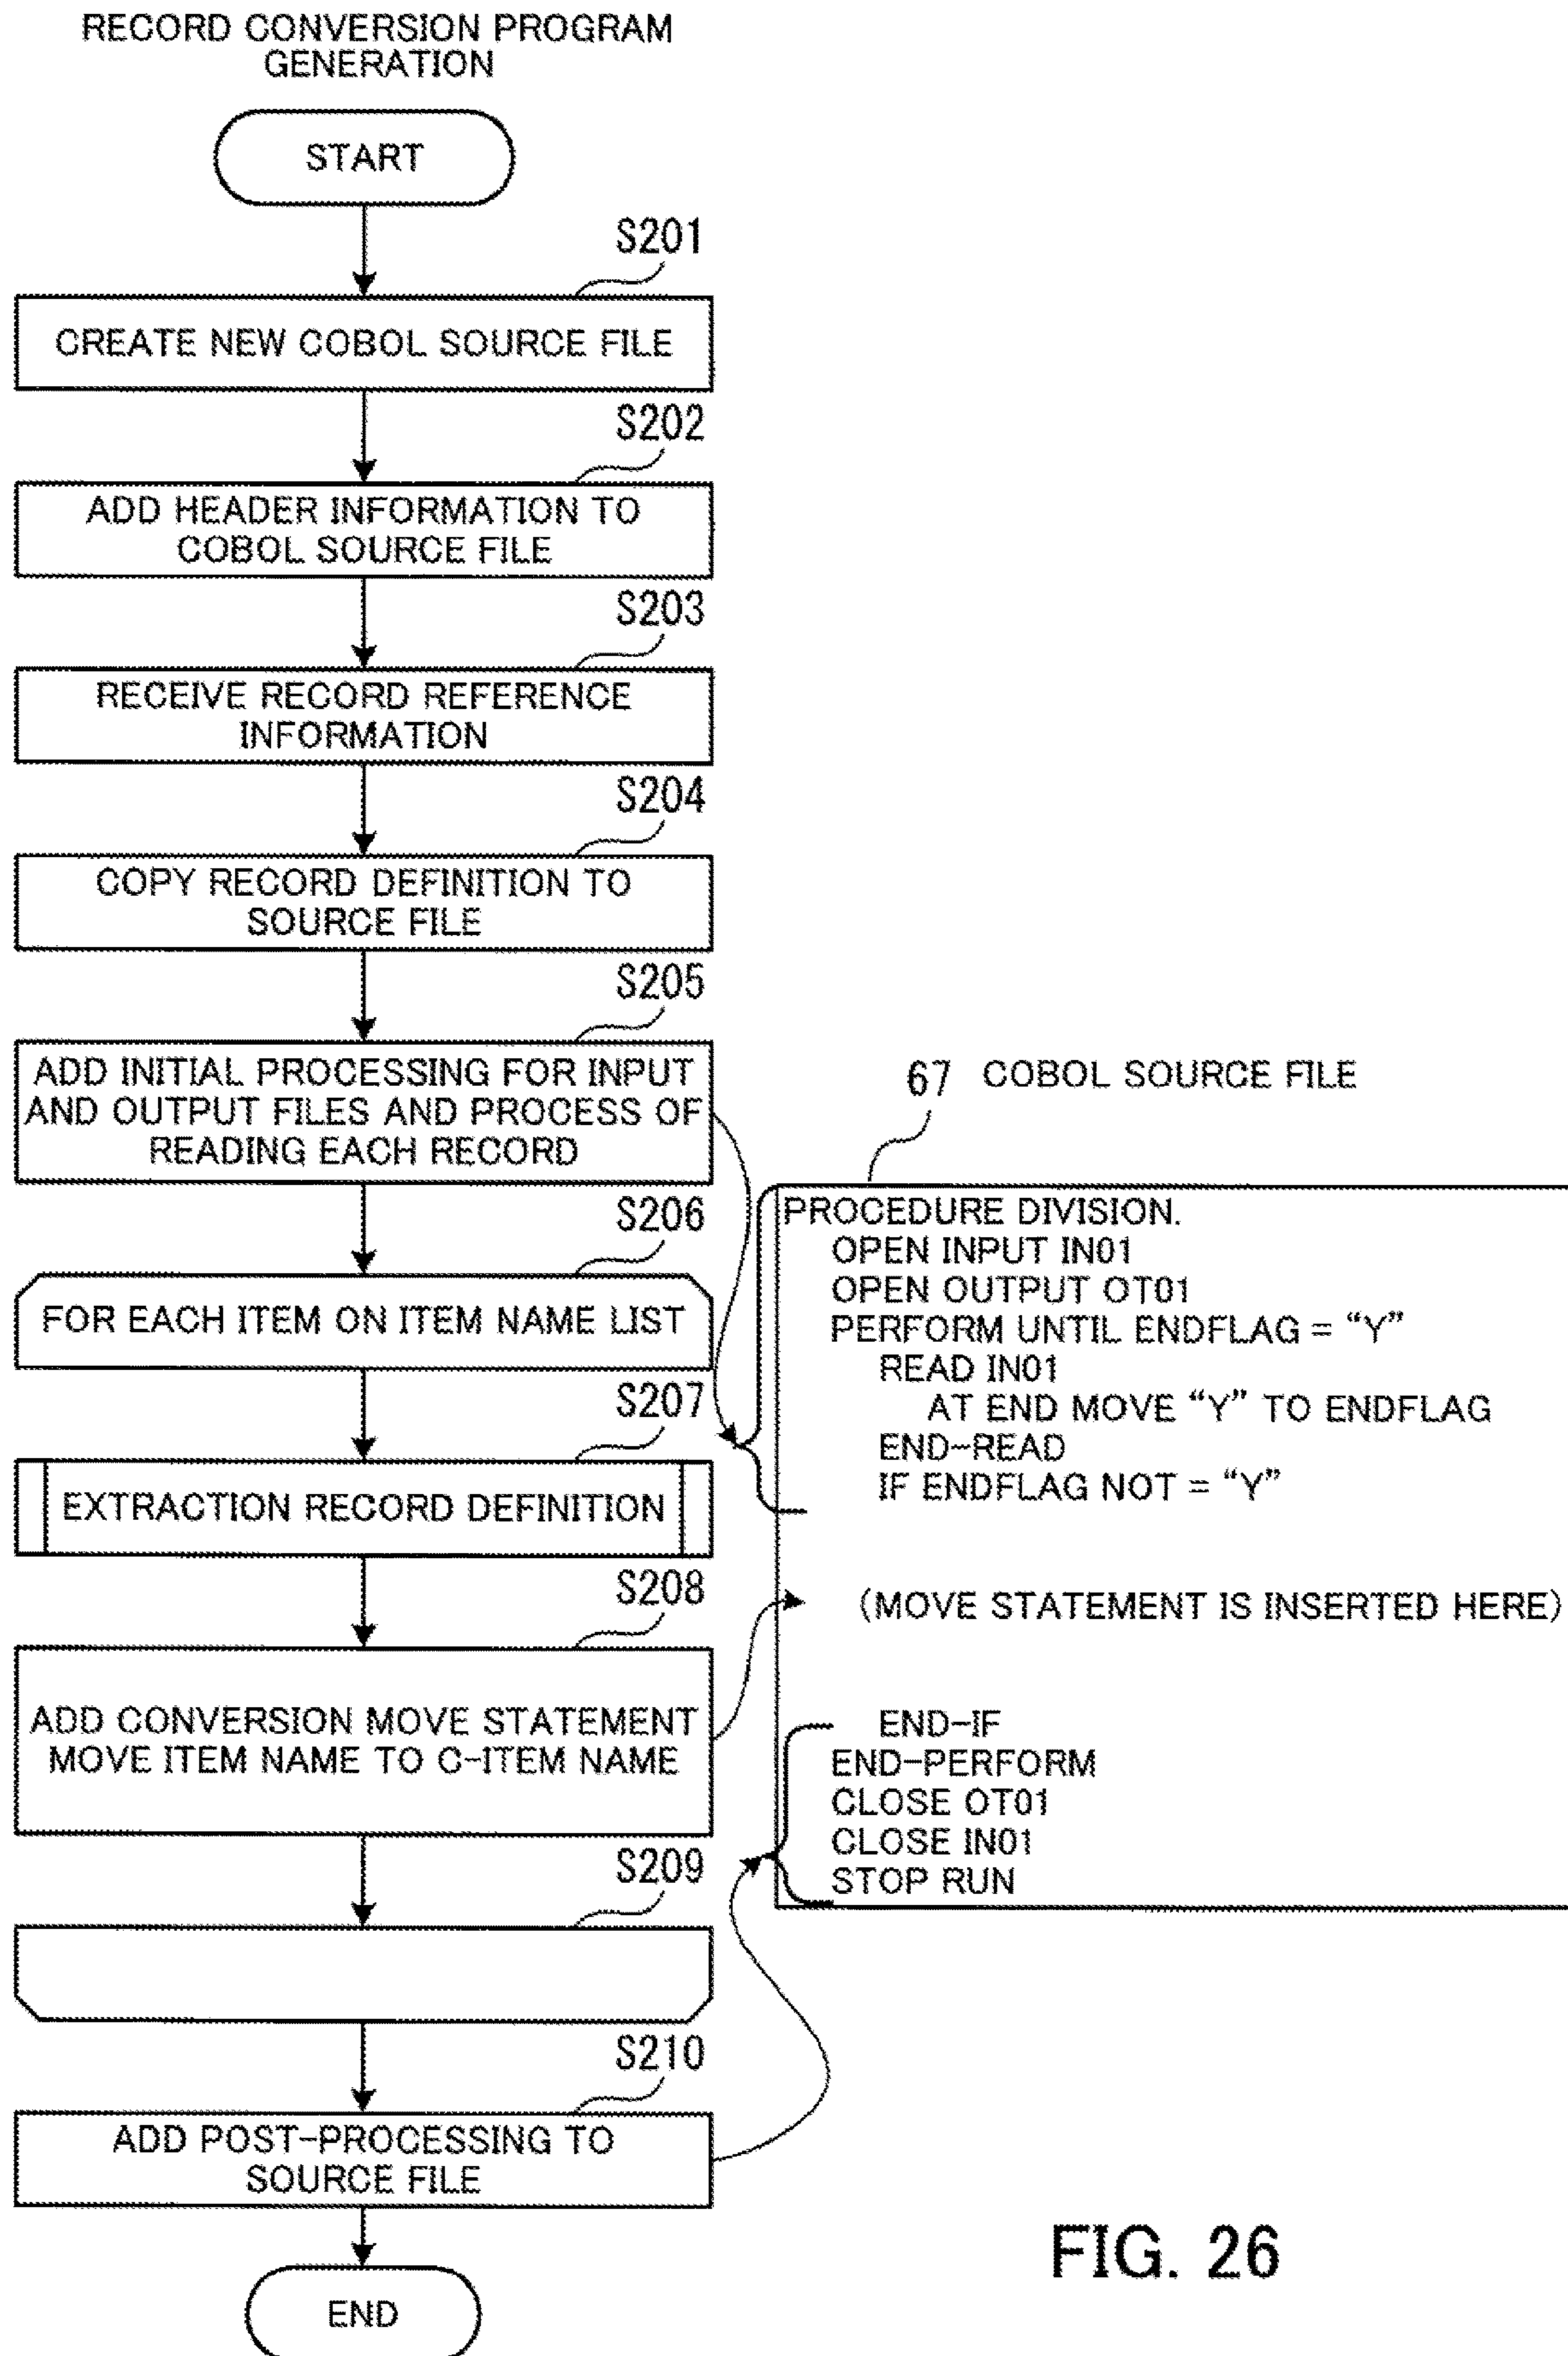 RECORD CONVERSION PROGRAM
GENERATION
START
S201
CREATE NEW COBOL SOURCE FILE
S202
ADD HEADER INFORMATION TO
COBOL SOURCE FILE
S203
RECEIVE RECORD REFERENCE
INFORMATION
S204
COPY RECORD DEFINITION TO
SOURCE FILE
S205
ADD INITIAL PROCESSING FOR INPUT
AND OUTPUT FILES AND PROCESS OF
READING EACH RECORD
S206
FOR EACH ITEM ON ITEM NAME LIST
S207
EXTRACTION RECORD DEFINITION
S208
ADD CONVERSION MOVE STATEMENT
MOVE ITEM NAME TO C-ITEM NAME
S209
S210
ADD POST-PROCESSING TO
SOURCE FILE
END
67 COBOL SOURCE FILE
PROCEDURE DIVISION.
OPEN INPUT IN01
OPEN OUTPUT OT01
PERFORM UNTIL ENDFLAG = “Y”
READ IN01
AT END MOVE “Y” TO ENDFLAG
END-READ
IF ENDFLAG NOT = “Y”
(MOVE STATEMENT IS INSERTED HERE)
END-IF
END-PERFORM
CLOSE OT01
CLOSE IN01
STOP RUN
FIG. 26